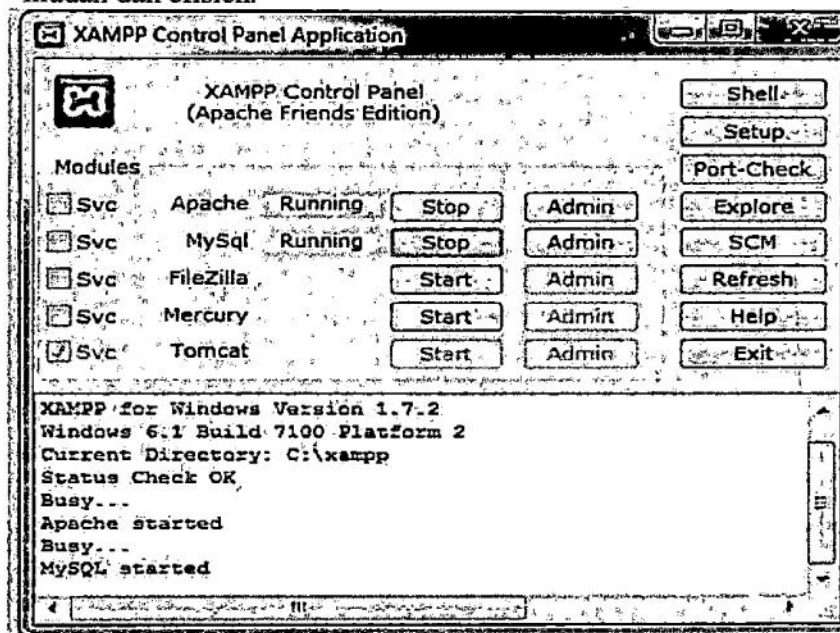 XAMPP Control Panel Application
XAMPP Control Panel
(Apache Friends Edition)
Shell
Setup
Modules
Port-Check
Svc Apache Running Stop Admin Explore
Svc MySql Running Stop Admin SCM
Svc FileZilla Start Admin Refresh
Svc Mercury Start Admin Help
Svc Tomcat Start Admin Exit
XAMPP for Windows Version 1.7.2
Windows 6.1 Build 7100 Platform 2
Current Directory: C:\xampp
Status Check OK
Busy...
Apache started
Busy...
MySQL started